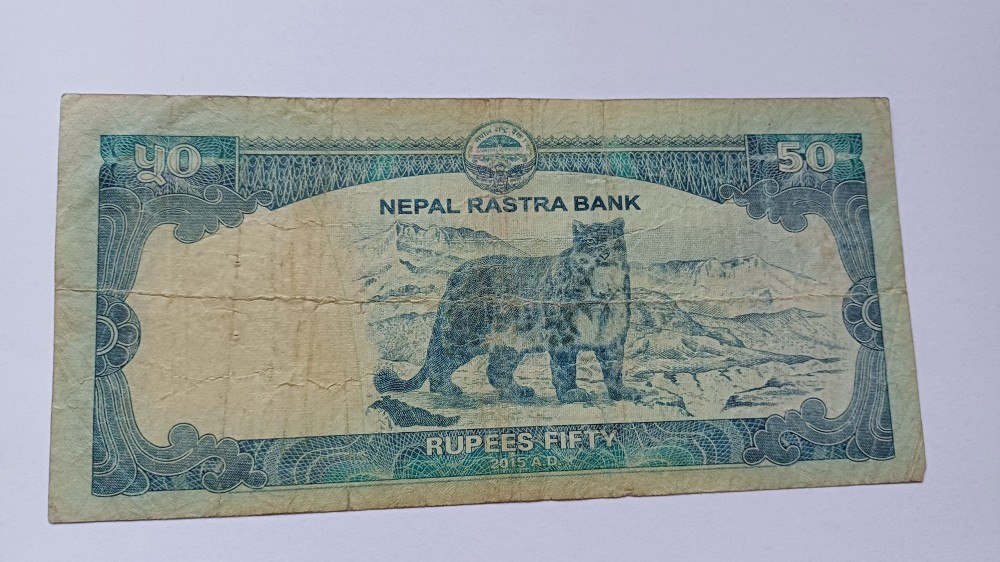 नेपाल राष्ट्र बैंक
५० 50
NEPAL RASTRA BANK
RUPEES FIFTY
2015 A.D.